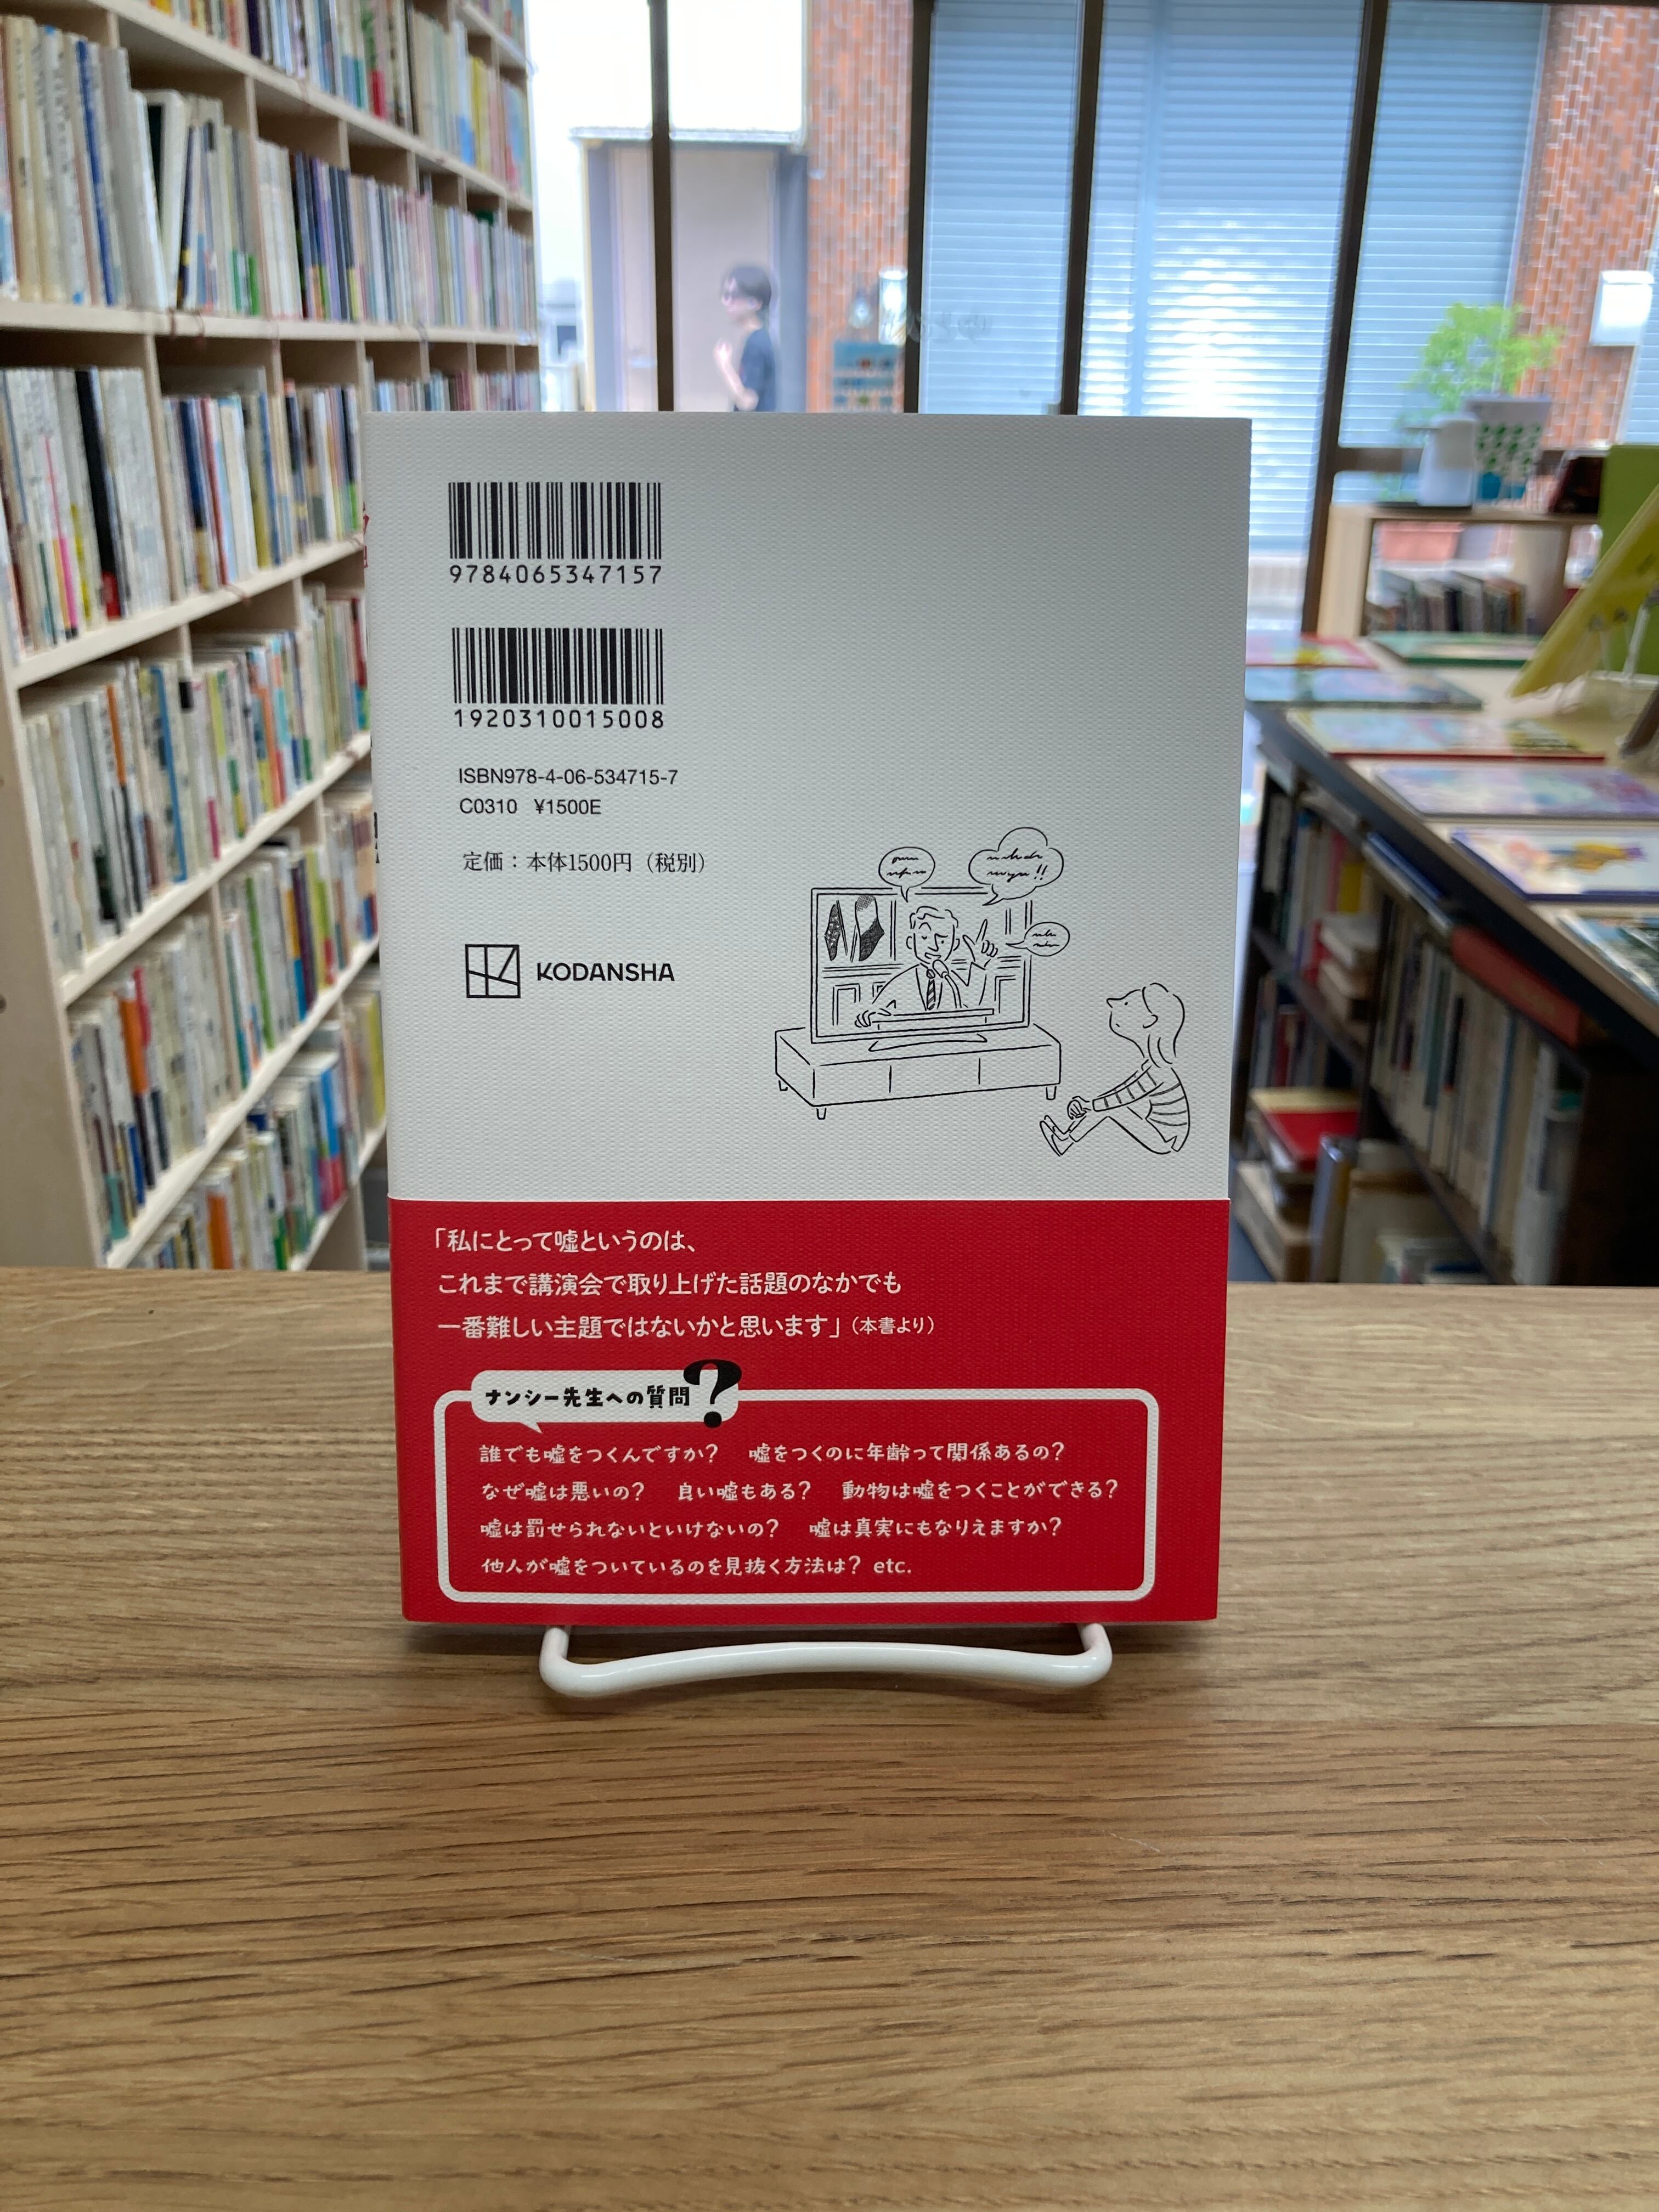 9784065347157
1920310015008
ISBN978-4-06-534715-7
C0310 ¥1500E
定価：本体1500円（税別）
KODANSHA
「私にとって嘘というのは、
これまで講演会で取り上げた話題のなかでも
一番難しい主題ではないかと思います」（本書より）
ナンシー先生への質問？
誰でも嘘をつくんですか？ 嘘をつくのに年齢って関係あるの？
なぜ嘘は悪いの？ 良い嘘もある？ 動物は嘘をつくことができる？
嘘は罰せられないといけないの？ 嘘は真実にもなりえますか？
他人が嘘をついているのを見抜く方法は？ etc.